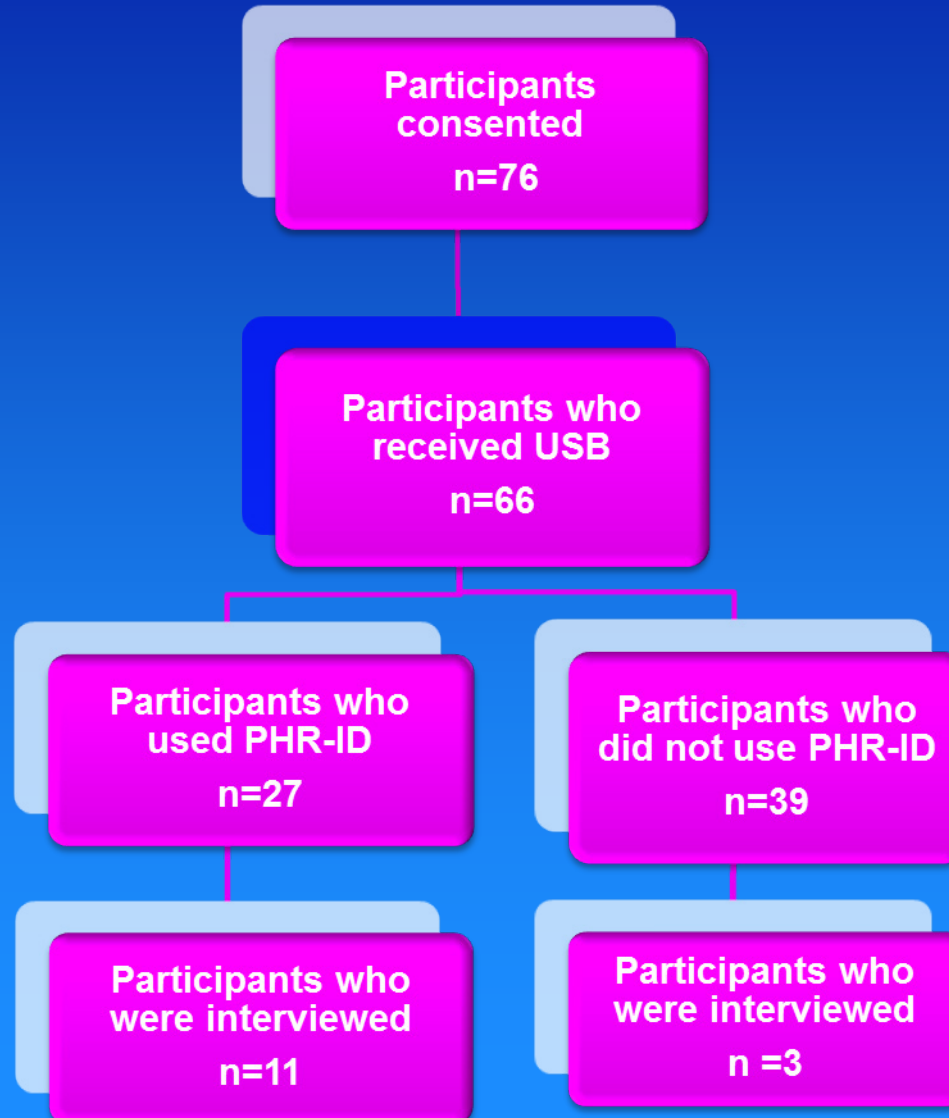 Participants
consented
n=76
Participants who
received USB
n=66
Participants who
used PHR-ID
n=27
Participants who
did not use PHR-ID
n=39
Participants who
were interviewed
n=11
Participants who
were interviewed
n =3